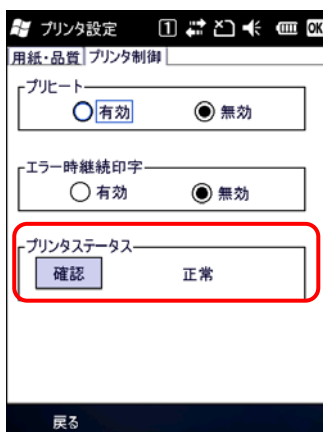 プリンタ設定 1 OK
用紙・品質 プリンタ制御
プリヒート
有効 無効
エラー時継続印字
有効 無効
プリンタステータス
確認 正常
戻る